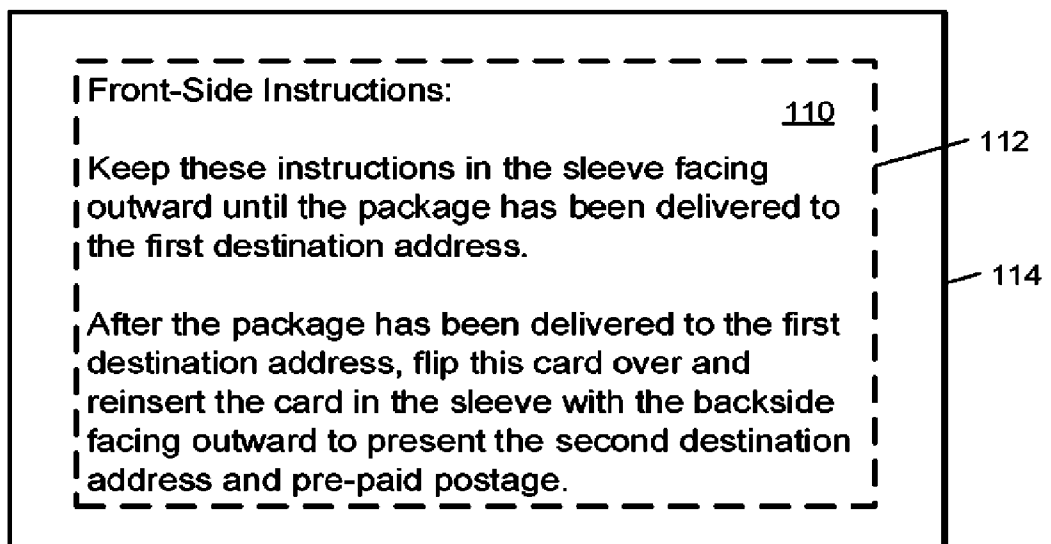 Front-Side Instructions:
110
112
Keep these instructions in the sleeve facing
outward until the package has been delivered to
the first destination address.
114
After the package has been delivered to the first
destination address, flip this card over and
reinsert the card in the sleeve with the backside
facing outward to present the second destination
address and pre-paid postage.